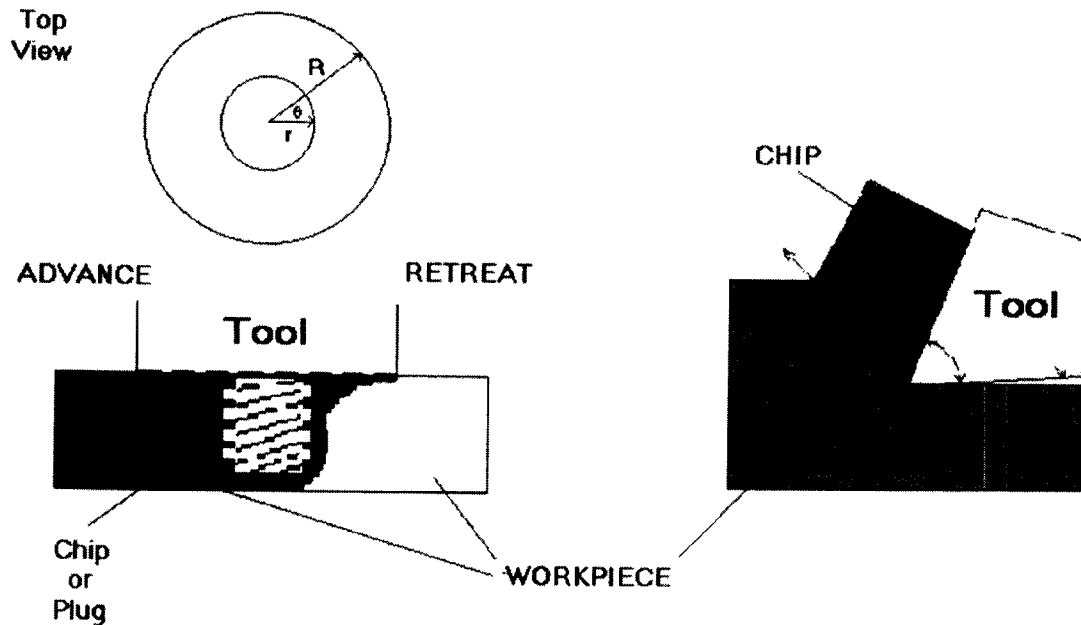 Top
View
R
θ
r
CHIP
ADVANCE
RETREAT
Tool
Tool
Chip
or
Plug
WORKPIECE